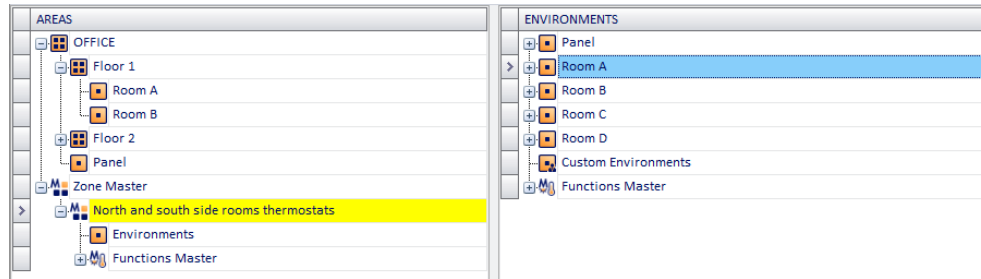 AREAS
OFFICE
Floor 1
Room A
Room B
Floor 2
Panel
Zone Master
North and south side rooms thermostats
Environments
Functions Master
ENVIRONMENTS
Panel
Room A
Room B
Room C
Room D
Custom Environments
Functions Master